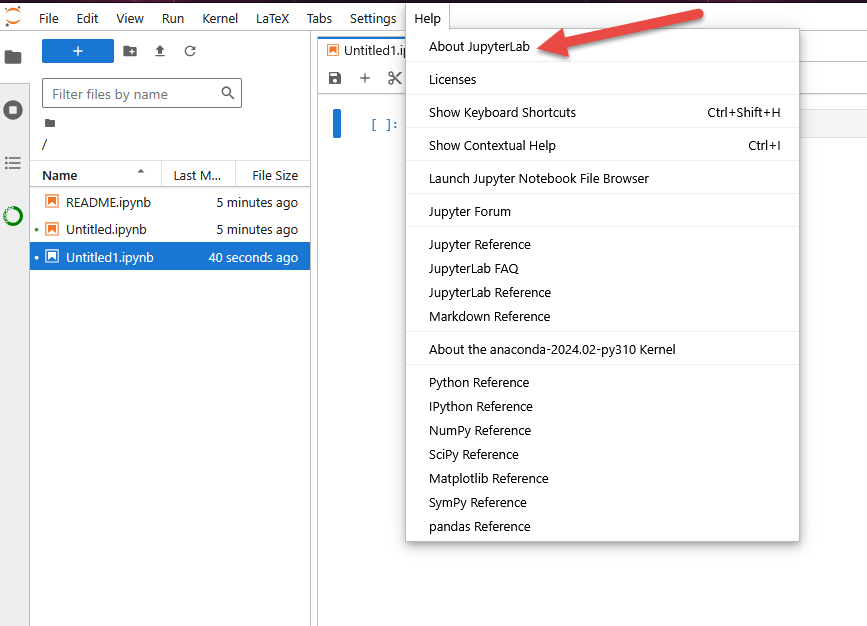 File Edit View Run Kernel LaTeX Tabs Settings Help
+
Filter files by name
/
Name Last M... File Size
README.ipynb 5 minutes ago
Untitled.ipynb 5 minutes ago
Untitled1.ipynb 40 seconds ago
Untitled1.i
[ ]:
About JupyterLab
Licenses
Show Keyboard Shortcuts Ctrl+Shift+H
Show Contextual Help Ctrl+I
Launch Jupyter Notebook File Browser
Jupyter Forum
Jupyter Reference
JupyterLab FAQ
JupyterLab Reference
Markdown Reference
About the anaconda-2024.02-py310 Kernel
Python Reference
IPython Reference
NumPy Reference
SciPy Reference
Matplotlib Reference
SymPy Reference
pandas Reference